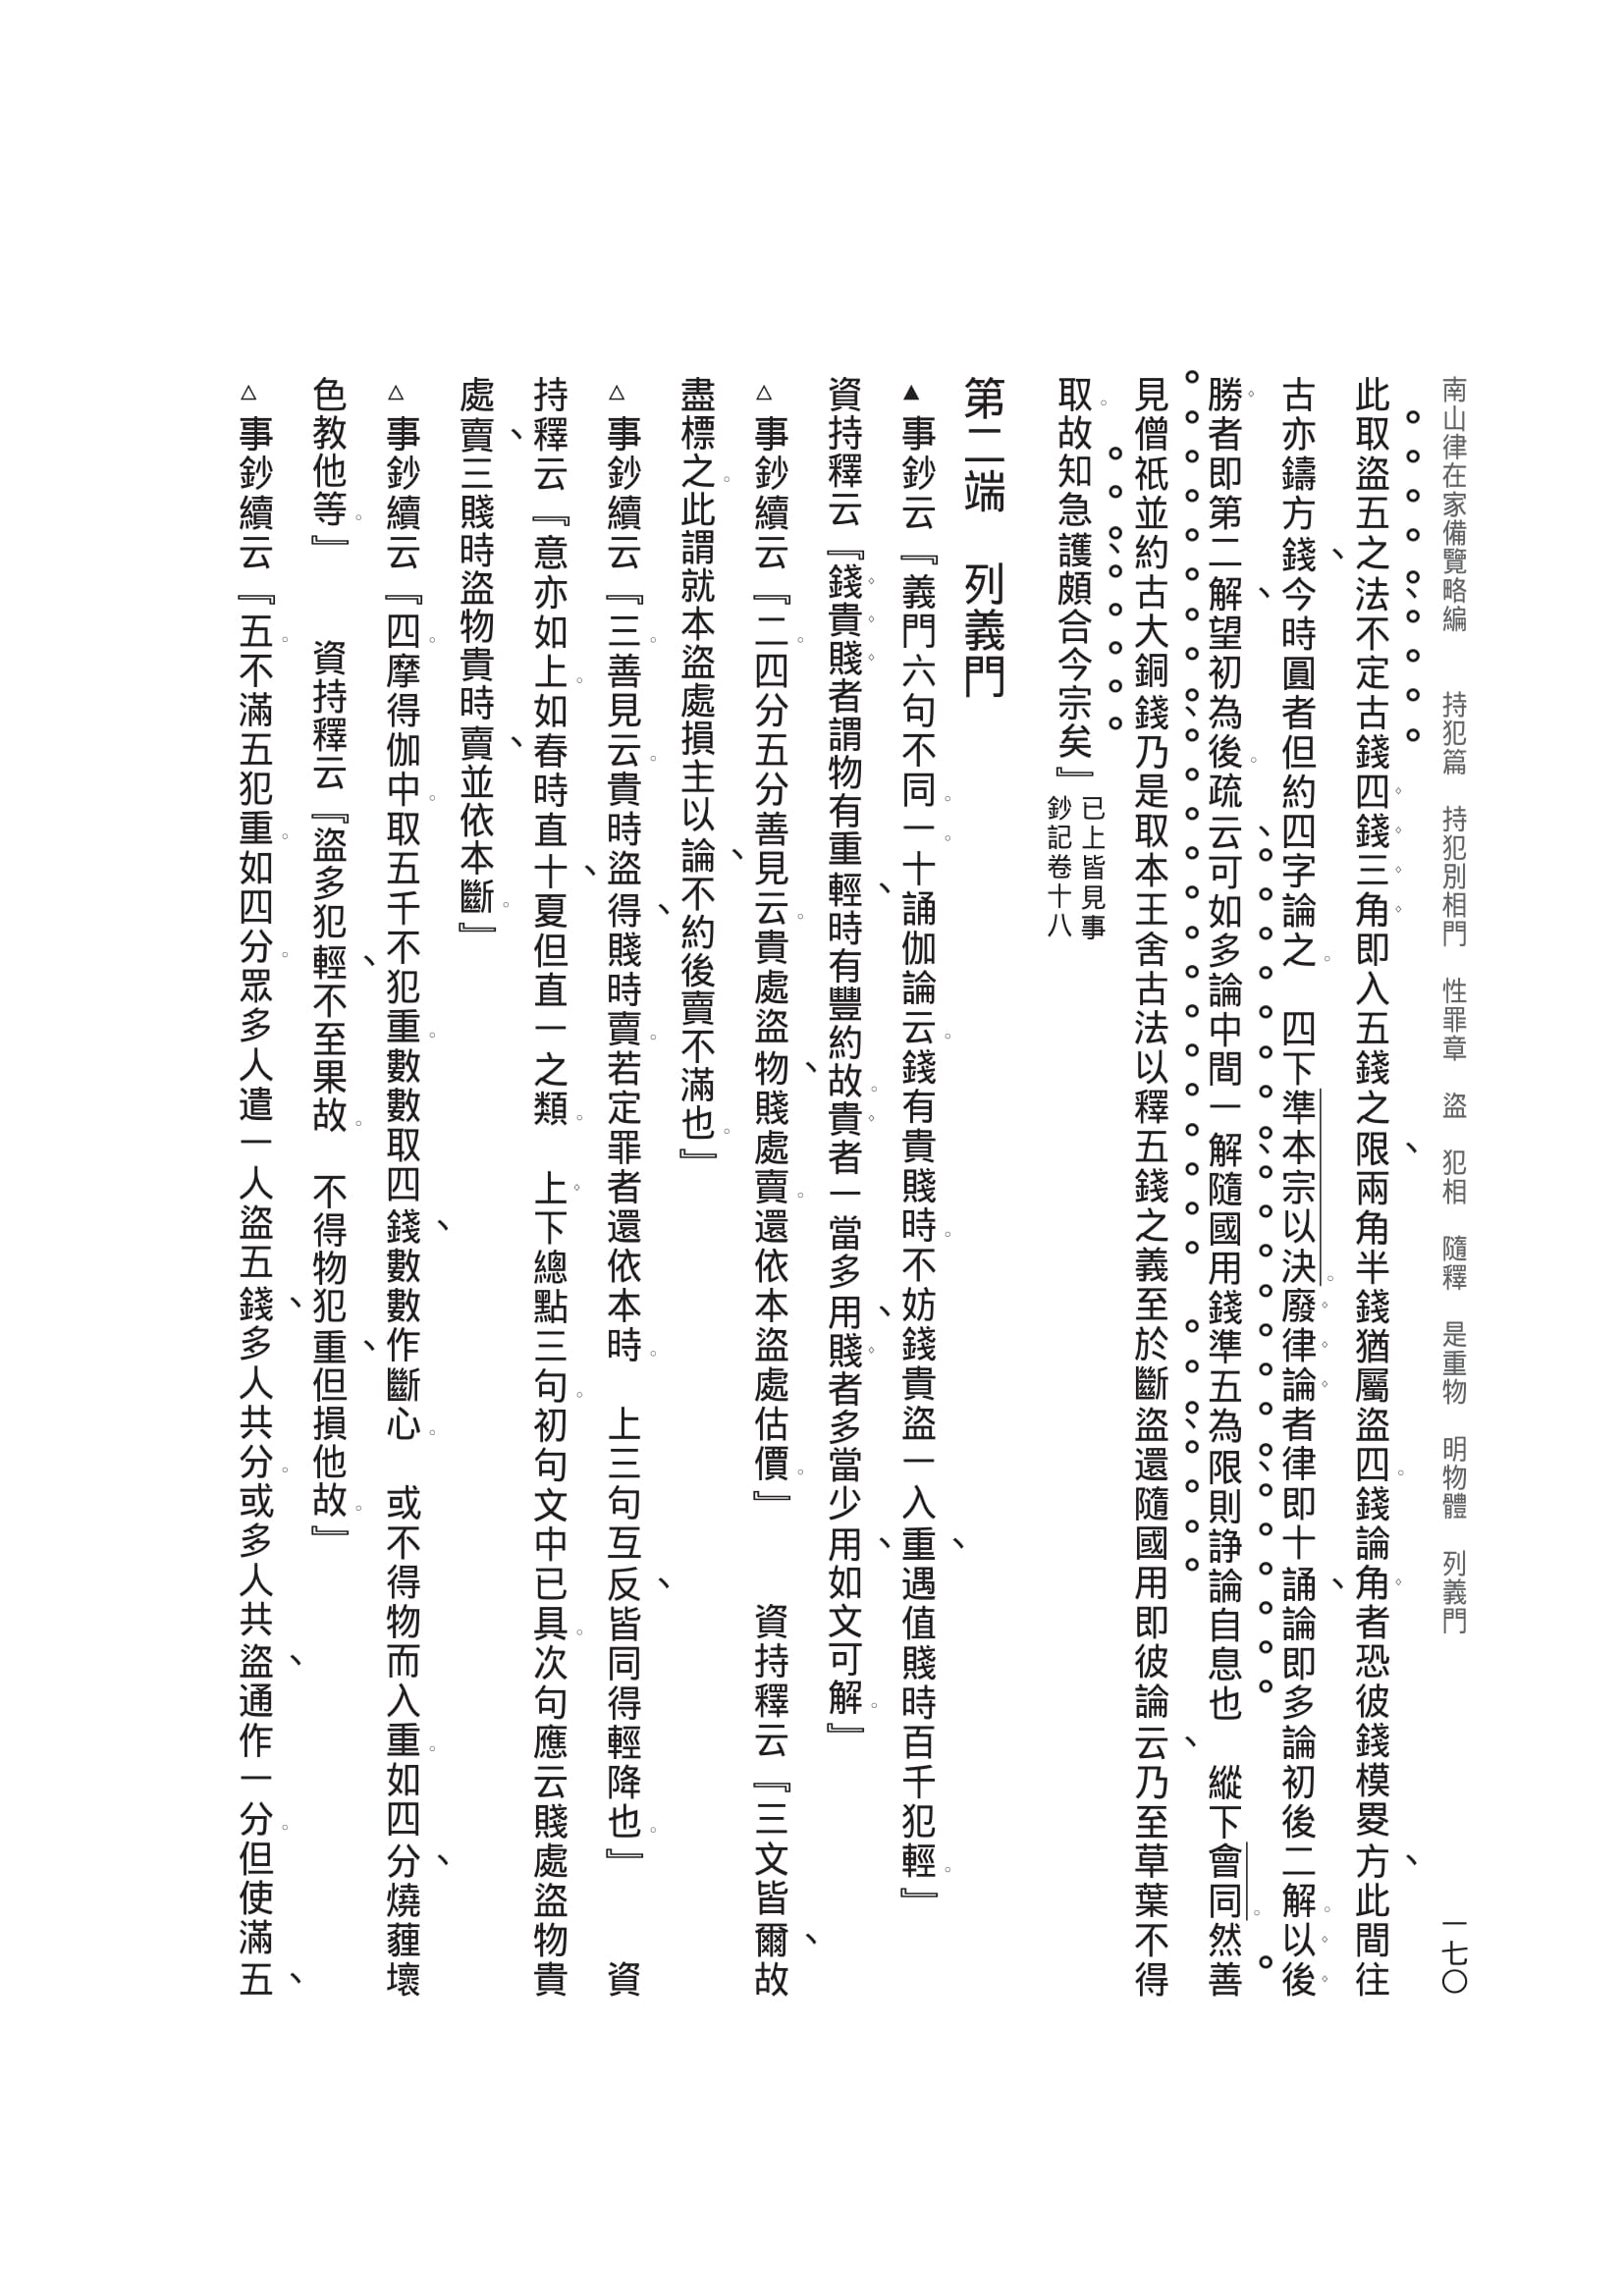 南山律在家備覽略編　持犯篇　持犯別相門　性罪章　盜　犯相　隨釋　是重物　明物體　列義門　一七〇
此取盜五之法不定古錢四錢三角即入五錢之限、兩角半錢猶屬盜四。錢論角者恐彼錢模畟方、此間往
古亦鑄方錢、今時圓者但約四字論之。　四下準本宗以決。廢律論者律即十誦、論即多論初後二解。以後
勝者即第二解、望初為後。疏云、可如多論中間一解隨國用錢準五為限則諍論自息也　縱下會同。然善
見僧祇並約古大銅錢乃是取本王舍古法以釋五錢之義至於斷盜還隨國用即彼論云、乃至草葉不得
取。故知急護頗合今宗矣』已上皆見事鈔記卷十八
第二端　列義門
▲事鈔云『義門六句不同。一。十誦伽論云。錢有貴賤時。不妨錢貴盜一入重、遇值賤時百千犯輕。』
資持釋云『錢貴賤者謂物有重輕、時有豐約故。貴者一當多用、賤者多當少用、如文可解。』
△事鈔續云『二。四分五分善見云。貴處盜物、賤處賣。還依本盜處估價。』　資持釋云『三文皆爾、故
盡標之。此謂就本盜處損主以論、不約後賣不滿也。』
△事鈔續云『三。善見云。貴時盜得、賤時賣。若定罪者還依本時。　上三句互反、皆同得輕降也。』　資
持釋云『意亦如上。如春時直十、夏但直一之類。　上下總點三句。初句文中已具。次句應云賤處盜物貴
處賣、三賤時盜物貴時賣、並依本斷。』
△事鈔續云『四。摩得伽中。取五千不犯重。數數取四錢、數數作斷心。　或不得物而入重。如四分、燒薶壞
色教他等。』　資持釋云『盜多犯輕、不至果故。　不得物犯重、但損他故。』
△事鈔續云『五。不滿五犯重。如四分。眾多人遣一人盜五錢、多人共分。或多人共盜、通作一分。但使滿五、